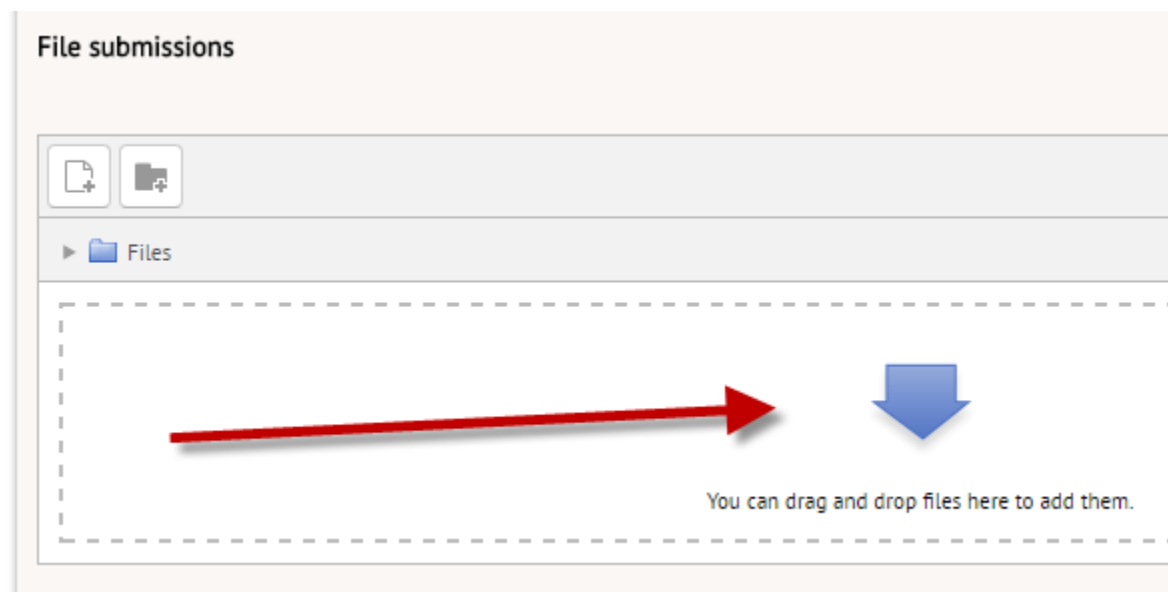 File submissions
Files
You can drag and drop files here to add them.